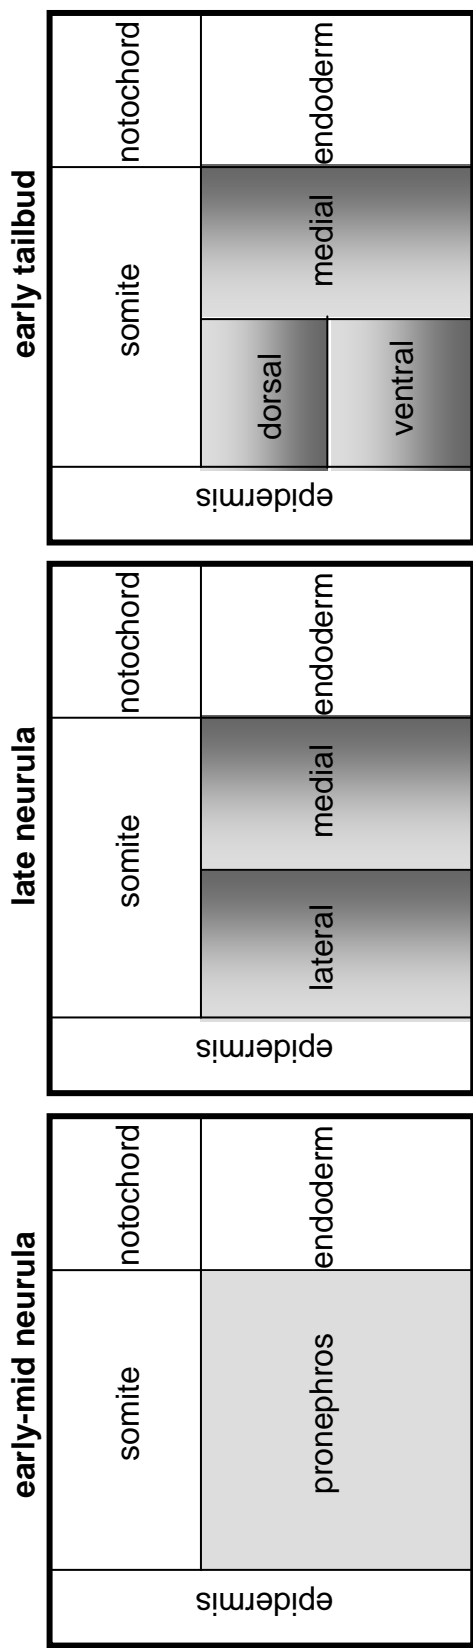 early-mid neurula
epidermis
somite
notochord
pronephros
endoderm
late neurula
epidermis
somite
notochord
lateral
medial
endoderm
early tailbud
epidermis
somite
notochord
dorsal
ventral
medial
endoderm